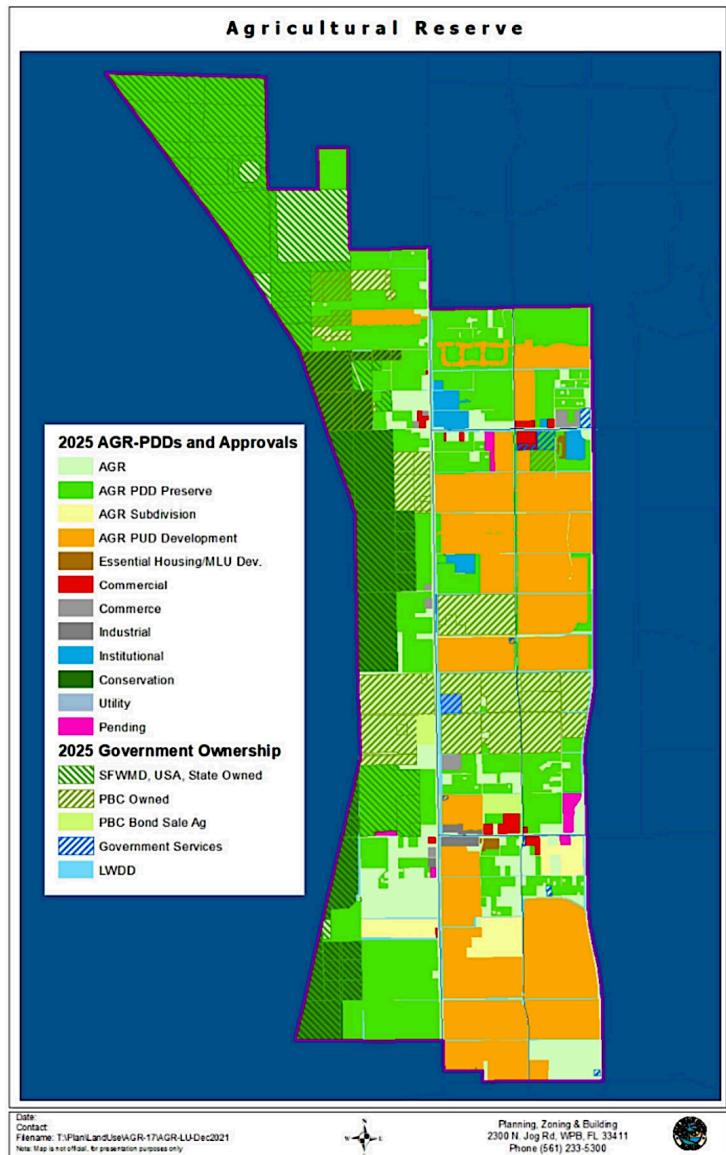 Agricultural Reserve
2025 AGR-PDDs and Approvals
AGR
AGR PDD Preserve
AGR Subdivision
AGR PUD Development
Essential Housing/MLU Dev.
Commercial
Commerce
Industrial
Institutional
Conservation
Utility
Pending
2025 Government Ownership
SFWMD, USA, State Owned
PBC Owned
PBC Bond Sale Ag
Government Services
LWDD
Date:
Contact:
Filename: T:\Plan\LandUse\AGR-17\AGR-LU-Dec2021
Note: Map is not official, for presentation purposes only
N
W
E
S
Planning, Zoning & Building
2300 N. Jog Rd, WPB, FL 33411
Phone (561) 233-5300